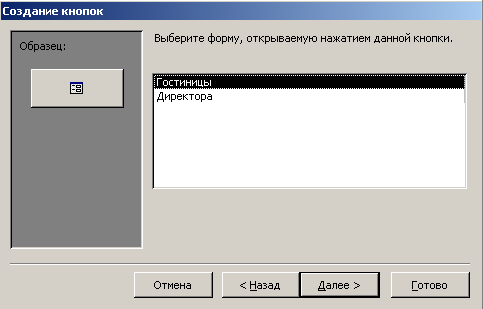 Создание кнопок
Образец:
Выберите форму, открываемую нажатием данной кнопки.
Гостиницы
Директора
Отмена
< Назад
Далее >
Готово